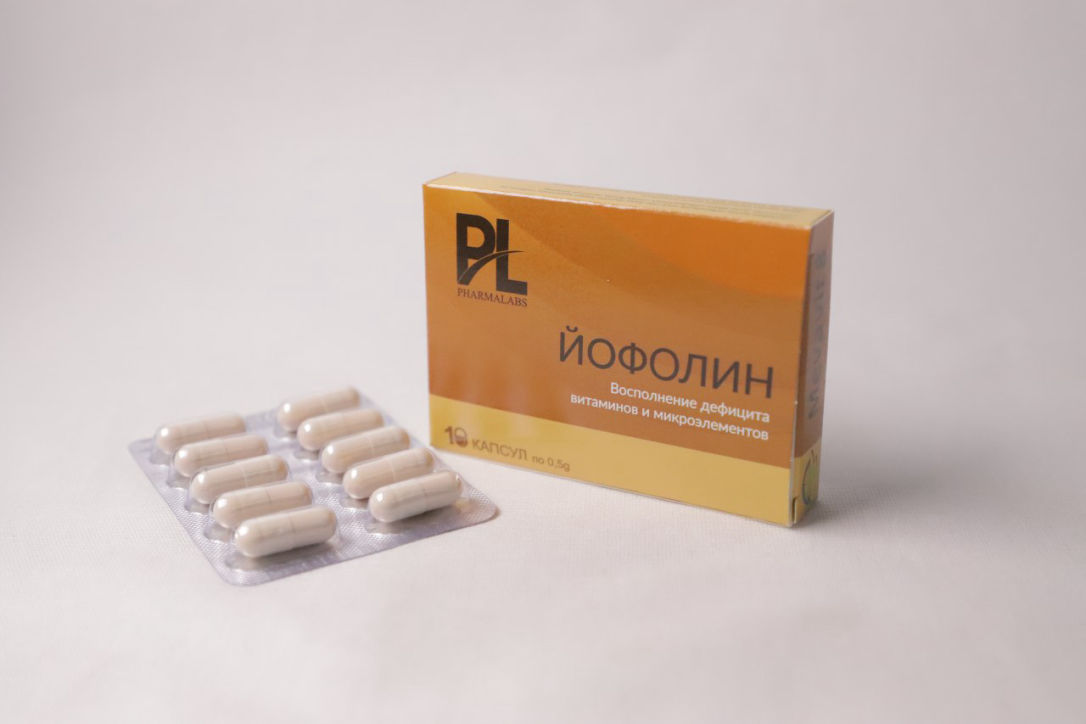 PL
PHARMALABS
ЙОФОЛИН
Восполнение дефицита
витаминов и микроэлементов
10 КАПСУЛ по 0,5g